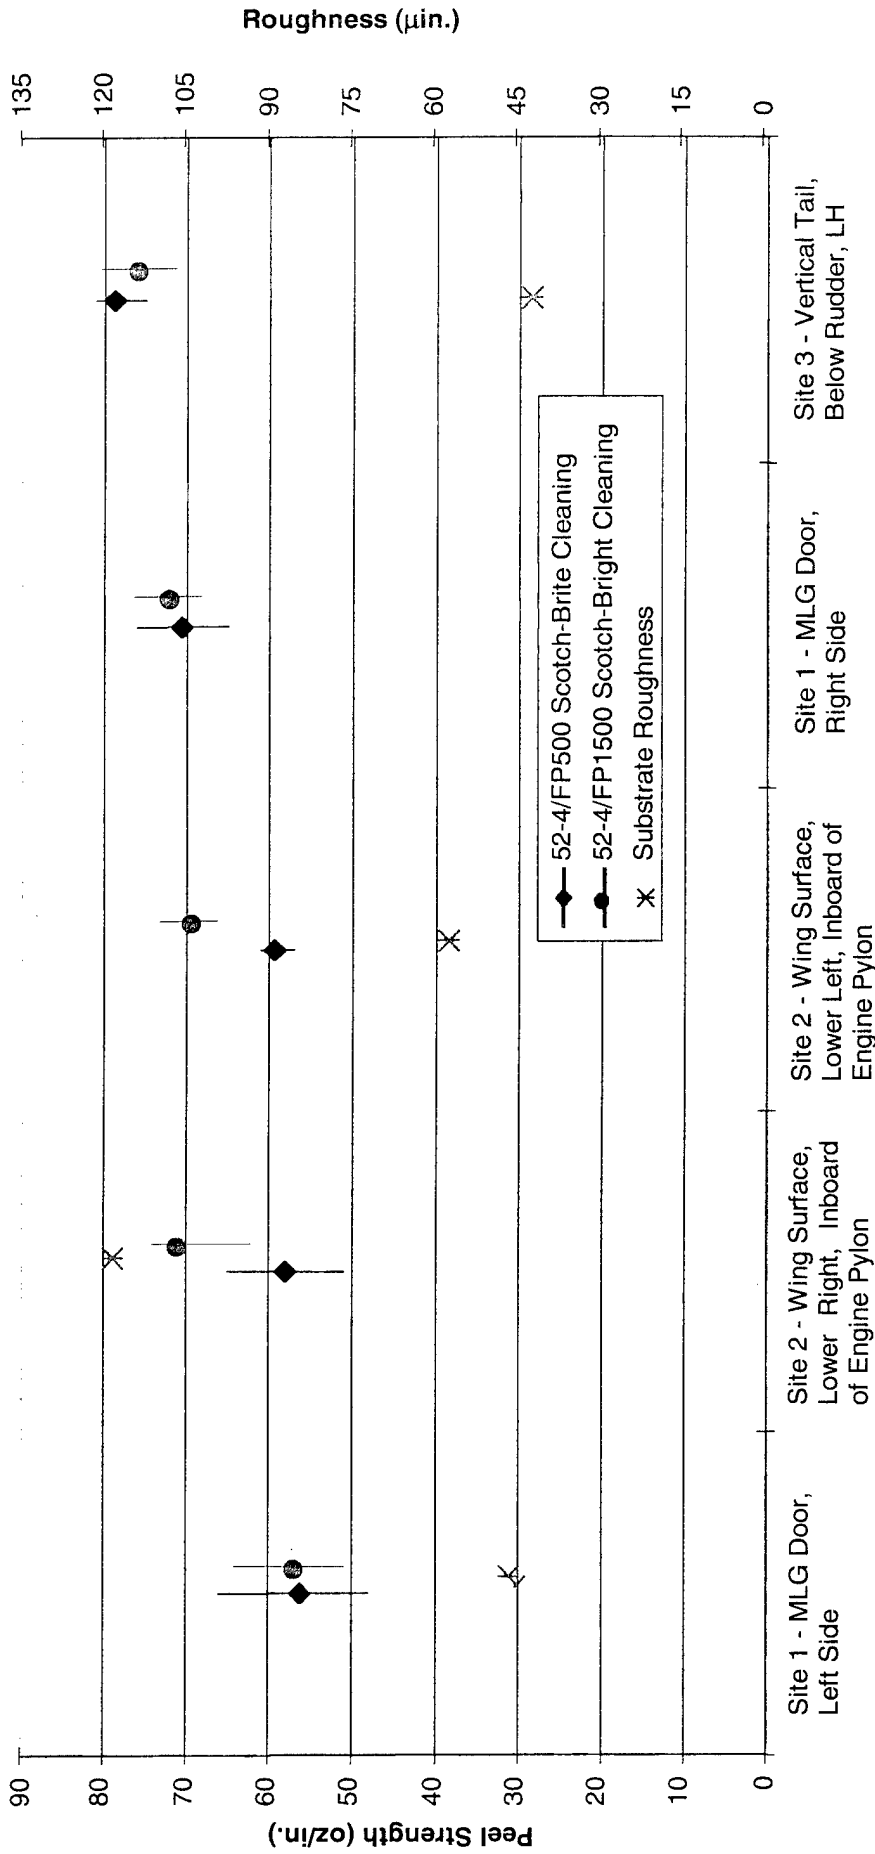 Peel Strength (oz/in.)
90
80
70
60
50
40
30
20
10
0
Roughness (μin.)
135
120
105
90
75
60
45
30
15
0
52-4/FP500 Scotch-Brite Cleaning
52-4/FP1500 Scotch-Bright Cleaning
Substrate Roughness
Site 1 - MLG Door,
Left Side
Site 2 - Wing Surface,
Lower Right, Inboard
of Engine Pylon
Site 2 - Wing Surface,
Lower Left, Inboard of
Engine Pylon
Site 1 - MLG Door,
Right Side
Site 3 - Vertical Tail,
Below Rudder, LH